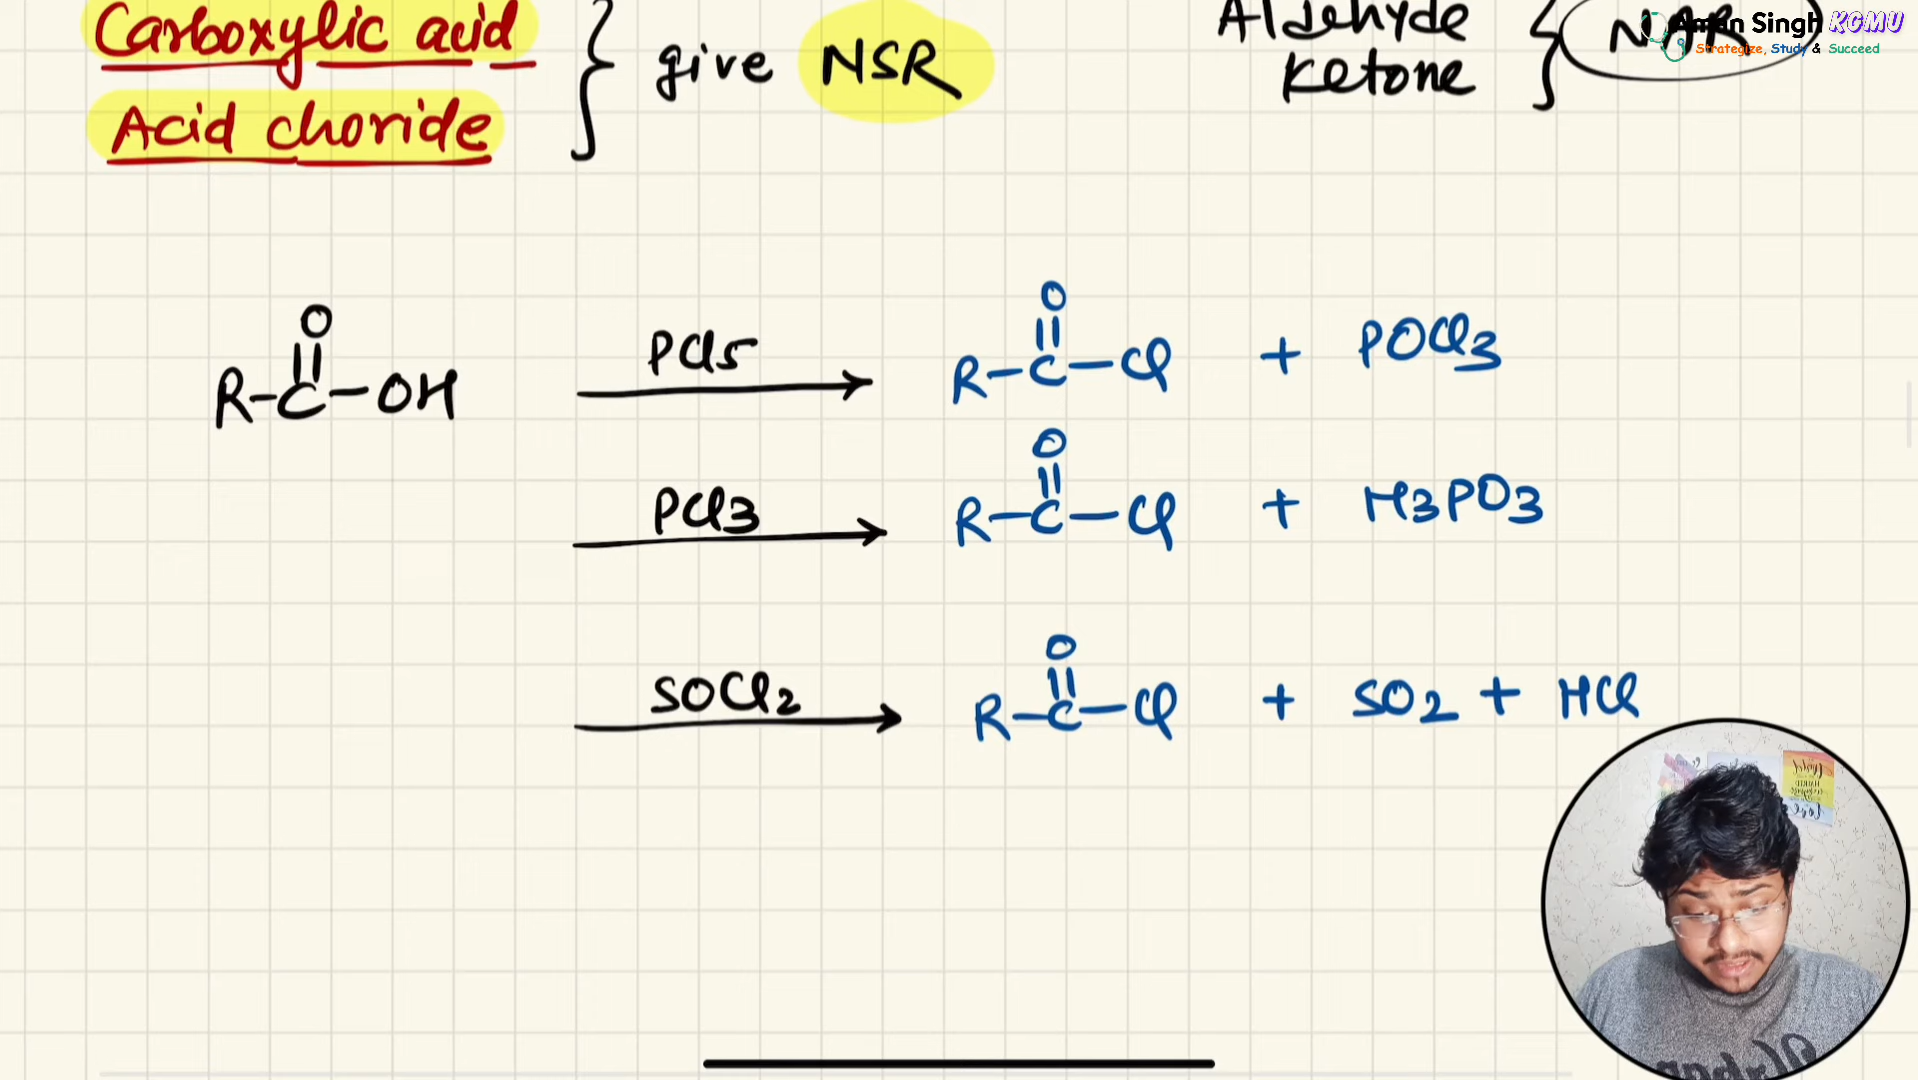 Carboxylic acid
Acid choride
} give NSR
Aldehyde
Ketone
} NAR
Aman Singh KGMU
Strategize, Study & Succeed
O
||
R-C-OH
PCl5
O
||
R-C-Cl + POCl3
PCl3
O
||
R-C-Cl + H3PO3
SOCl2
O
||
R-C-Cl + SO2 + HCl